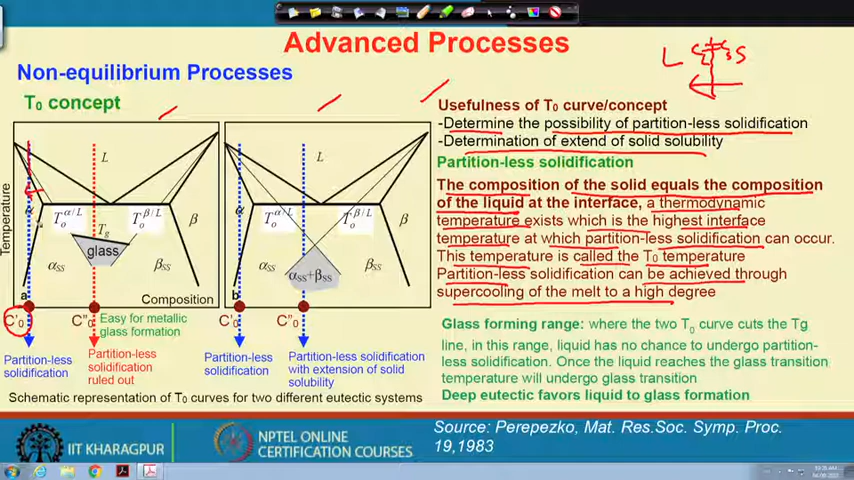 Advanced Processes
Non-equilibrium Processes
T₀ concept
L C_L = C_S S
Usefulness of T₀ curve/concept
-Determine the possibility of partition-less solidification
-Determination of extend of solid solubility
Partition-less solidification
The composition of the solid equals the composition
of the liquid at the interface, a thermodynamic
temperature exists which is the highest interface
temperature at which partition-less solidification can occur.
This temperature is called the T₀ temperature
Partition-less solidification can be achieved through
supercooling of the melt to a high degree
Glass forming range: where the two T₀ curve cuts the Tg
line, in this range, liquid has no chance to undergo partition-
less solidification. Once the liquid reaches the glass transition
temperature will undergo glass transition
Deep eutectic favors liquid to glass formation
Temperature
L
α
T₀^α/L
T₀^β/L
β
T_g
glass
α_SS
β_SS
a
Composition
C'₀
C''₀
Easy for metallic
glass formation
Partition-less
solidification
Partition-less
solidification
ruled out
L
α
T₀^α/L
T₀^β/L
β
α_SS
α_SS+β_SS
β_SS
b
C'₀
C''₀
Partition-less
solidification
Partition-less solidification
with extension of solid
solubility
Schematic representation of T₀ curves for two different eutectic systems
IIT KHARAGPUR
NPTEL ONLINE
CERTIFICATION COURSES
Source: Perepezko, Mat. Res.Soc. Symp. Proc.
19,1983